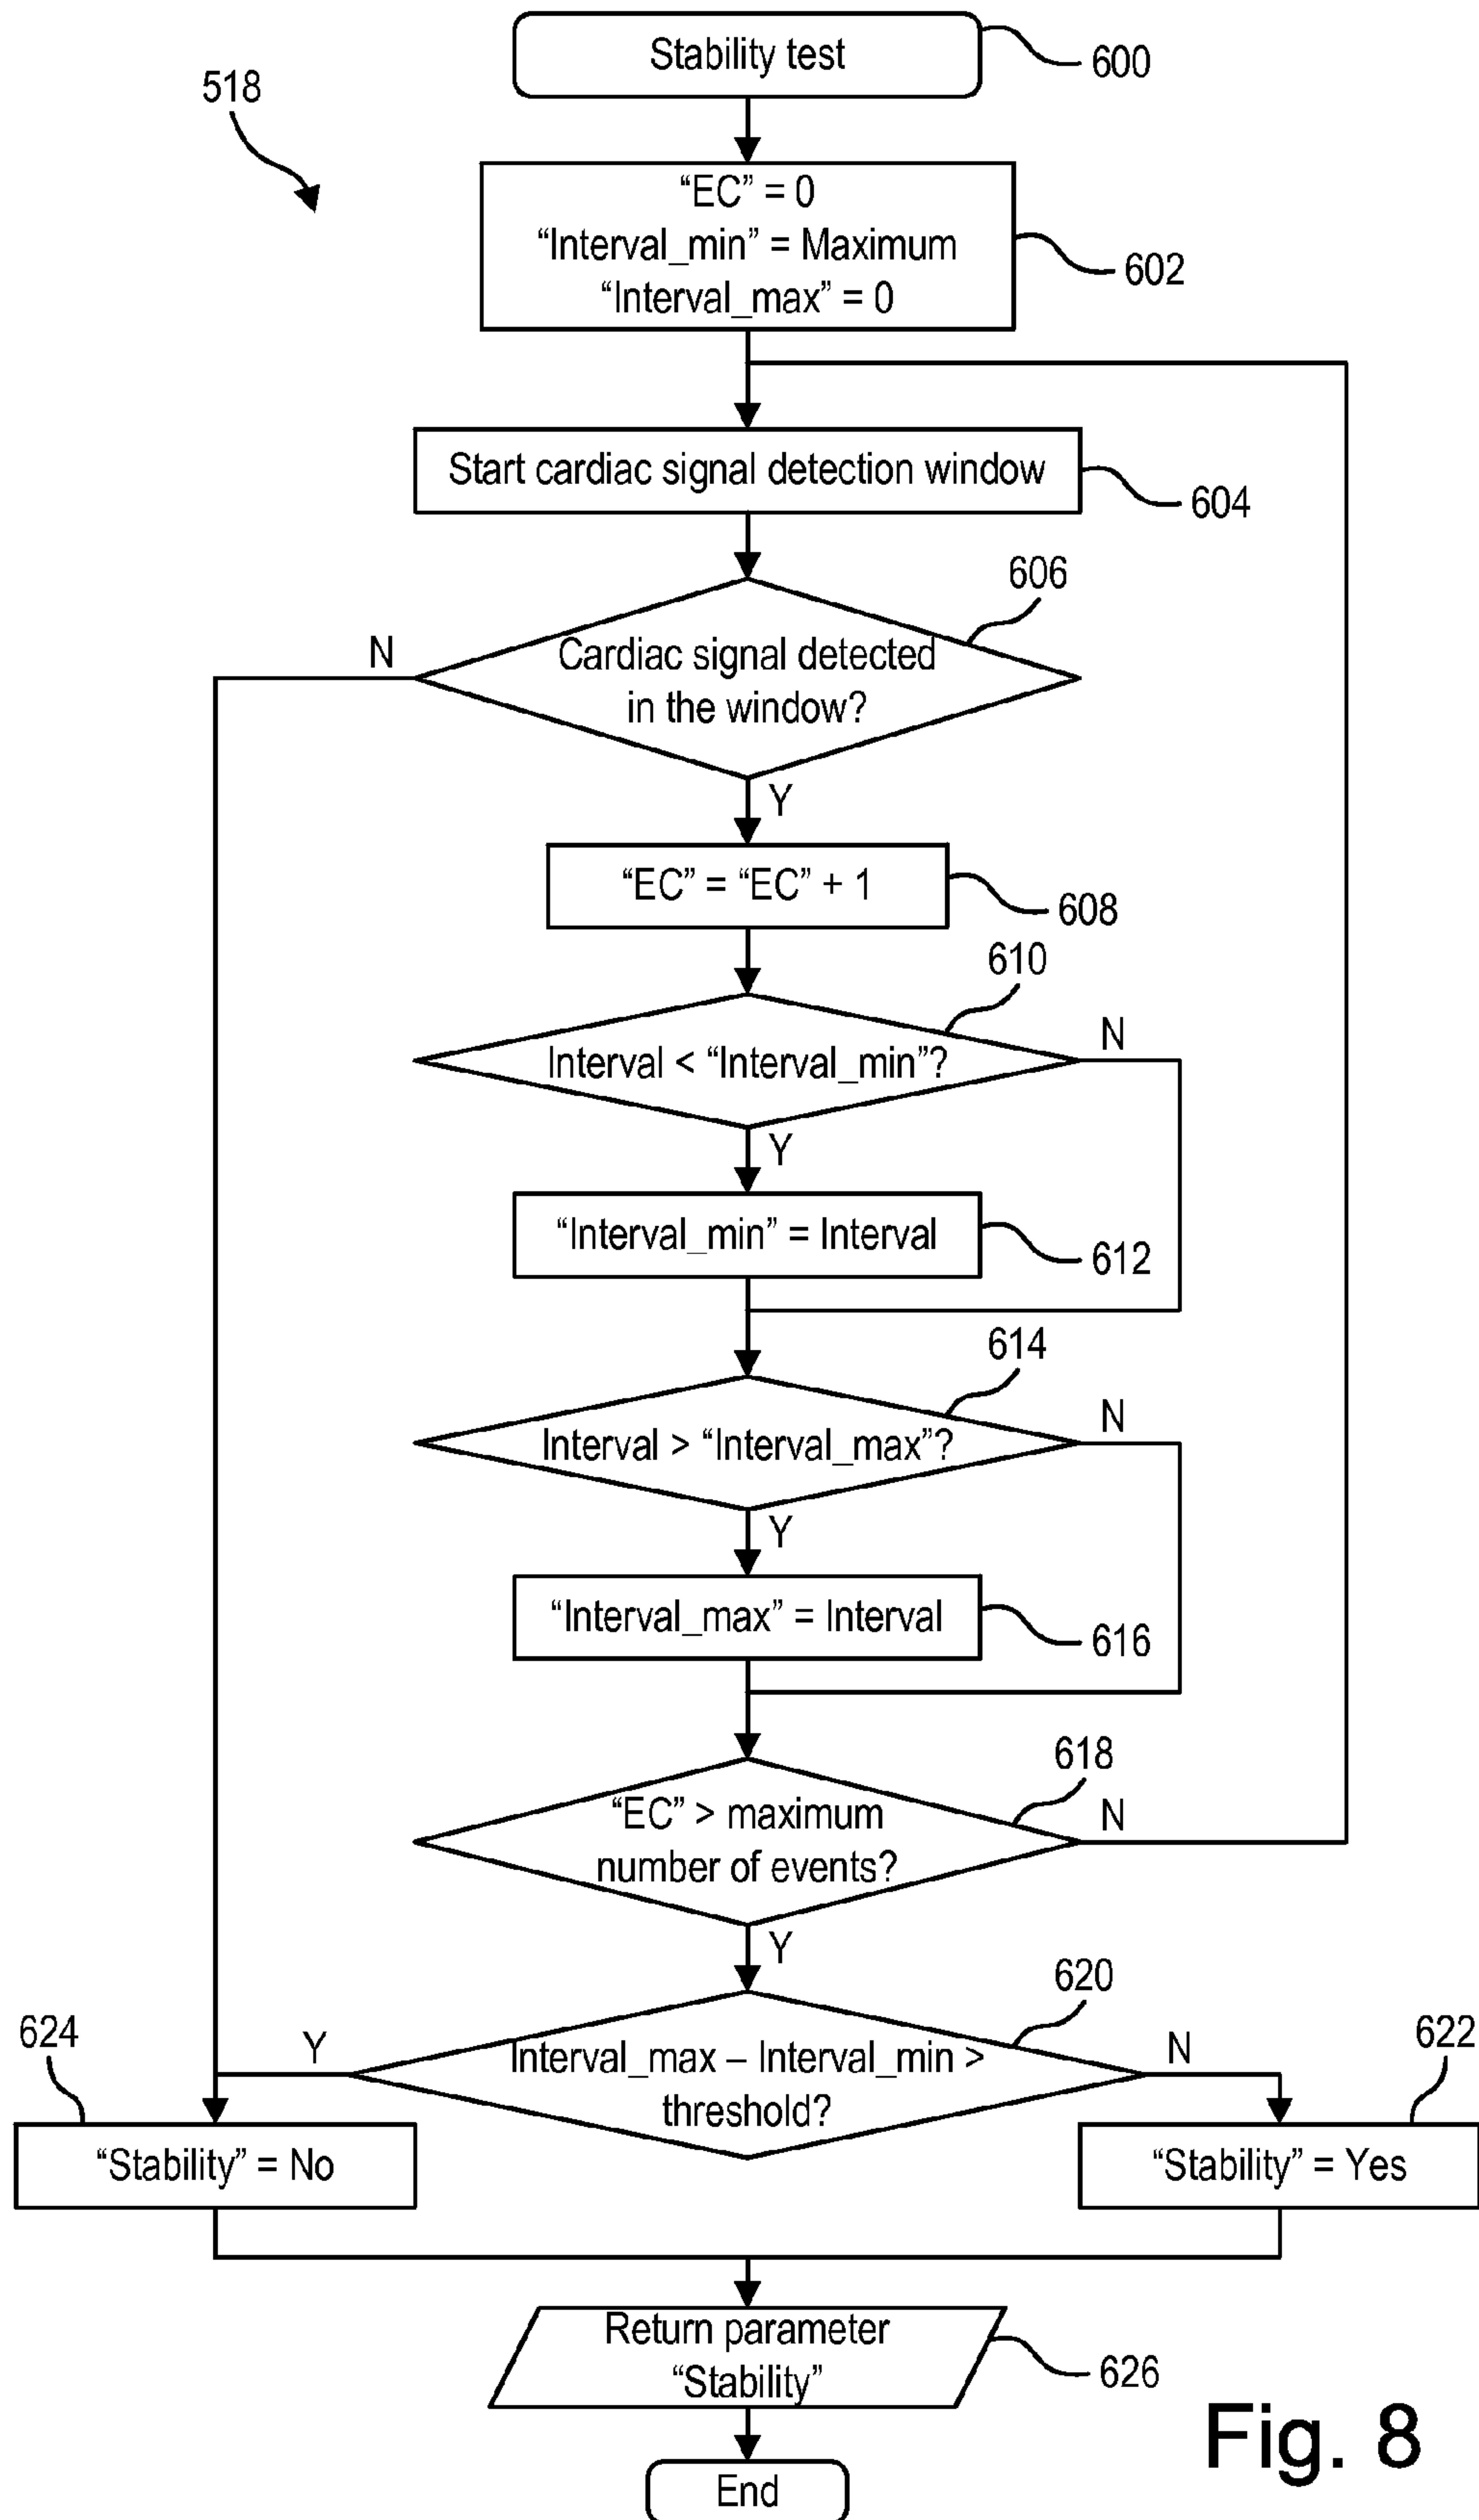 Stability test
600
518
“EC” = 0
“Interval_min” = Maximum
“Interval_max” = 0
602
Start cardiac signal detection window
604
606
N
Cardiac signal detected
in the window?
Y
“EC” = “EC” + 1
608
610
N
Interval < “Interval_min”?
Y
“Interval_min” = Interval
612
614
N
Interval > “Interval_max”?
Y
“Interval_max” = Interval
616
618
“EC” > maximum
number of events?
N
Y
620
624
Y
Interval_max – Interval_min >
threshold?
N
622
“Stability” = No
“Stability” = Yes
Return parameter
“Stability”
626
End
Fig. 8